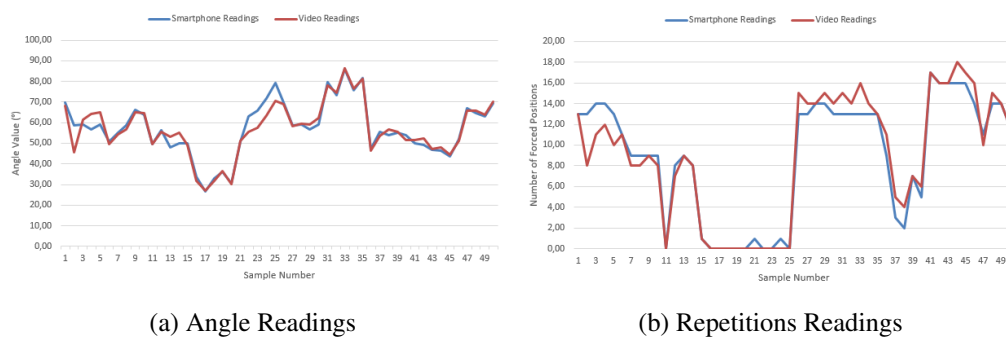 Smartphone Readings Video Readings
100,00
90,00
80,00
70,00
60,00
50,00
40,00
30,00
20,00
10,00
0,00
Angle Value (º)
1 3 5 7 9 11 13 15 17 19 21 23 25 27 29 31 33 35 37 39 41 43 45 47 49
Sample Number
(a) Angle Readings
Smartphone Readings Video Readings
20,00
18,00
16,00
14,00
12,00
10,00
8,00
6,00
4,00
2,00
0,00
Number of Forced Positions
1 3 5 7 9 11 13 15 17 19 21 23 25 27 29 31 33 35 37 39 41 43 45 47 49
Sample Number
(b) Repetitions Readings